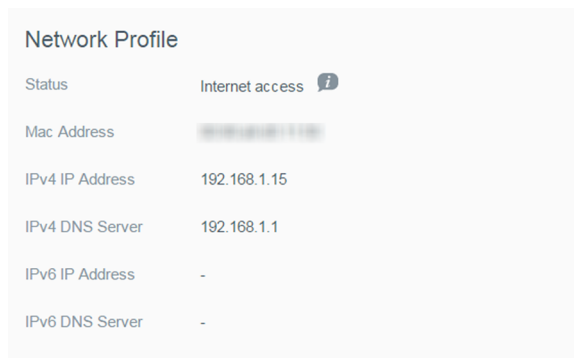 Network Profile
Status Internet access i
Mac Address
IPv4 IP Address 192.168.1.15
IPv4 DNS Server 192.168.1.1
IPv6 IP Address -
IPv6 DNS Server -